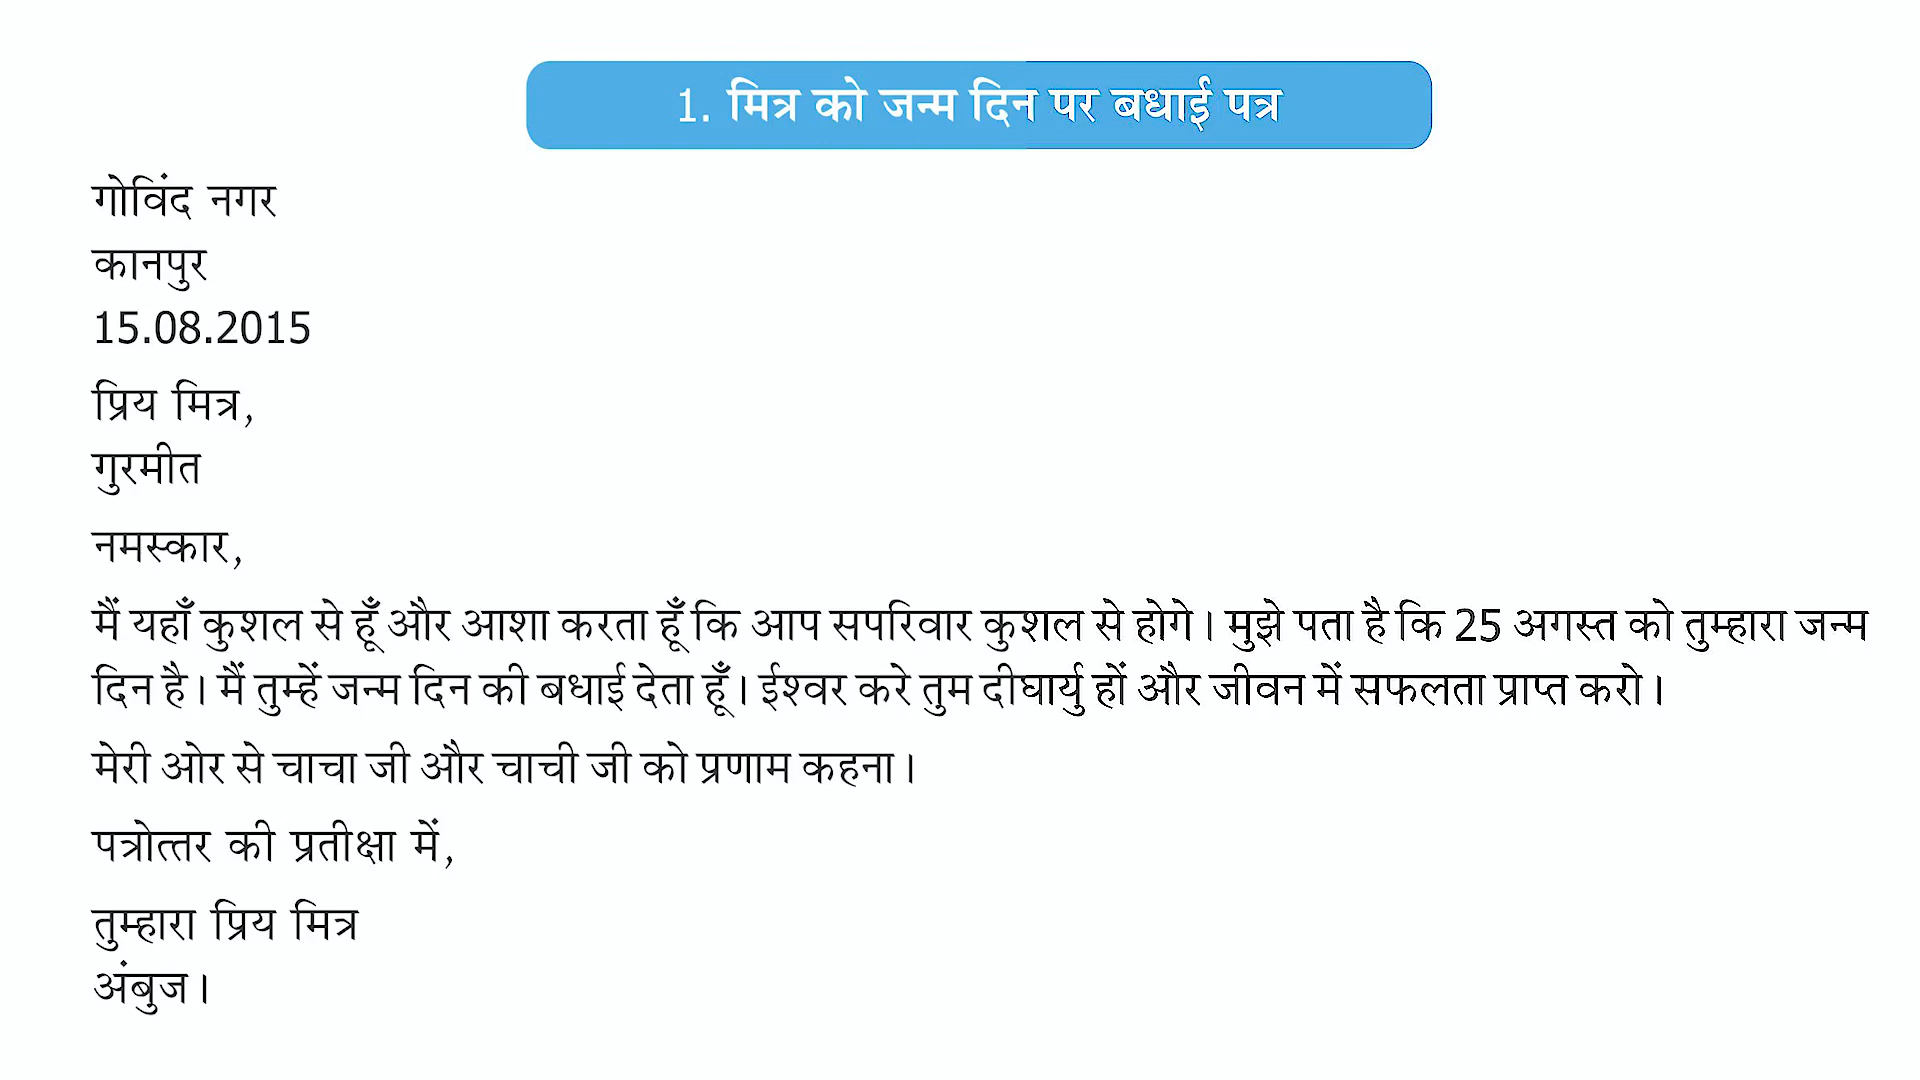 1. मित्र को जन्म दिन पर बधाई पत्र
गोविंद नगर
कानपुर
15.08.2015
प्रिय मित्र,
गुरमीत
नमस्कार,
मैं यहाँ कुशल से हूँ और आशा करता हूँ कि आप सपरिवार कुशल से होगे। मुझे पता है कि 25 अगस्त को तुम्हारा जन्म
दिन है। मैं तुम्हें जन्म दिन की बधाई देता हूँ। ईश्वर करे तुम दीघार्यु हों और जीवन में सफलता प्राप्त करो।
मेरी ओर से चाचा जी और चाची जी को प्रणाम कहना।
पत्रोत्तर की प्रतीक्षा में,
तुम्हारा प्रिय मित्र
अंबुज।